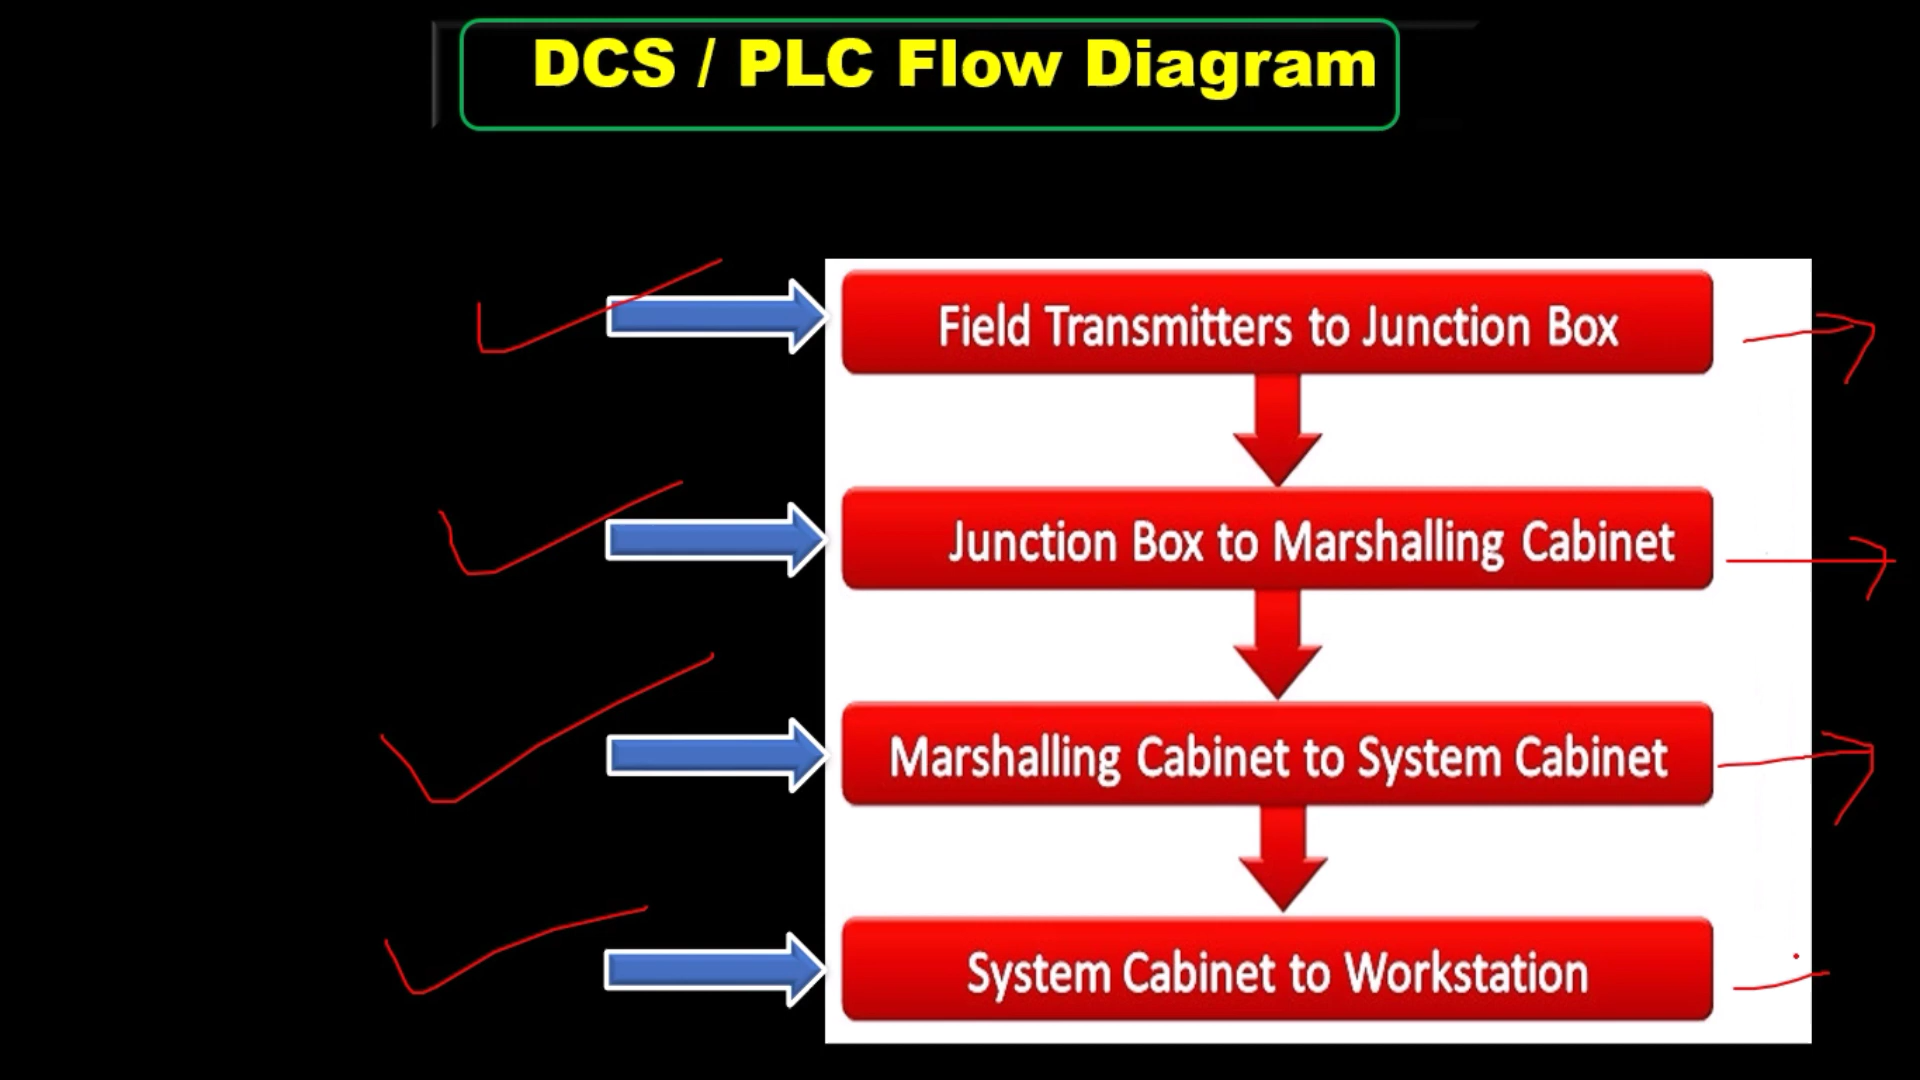 DCS / PLC Flow Diagram
Field Transmitters to Junction Box
Junction Box to Marshalling Cabinet
Marshalling Cabinet to System Cabinet
System Cabinet to Workstation